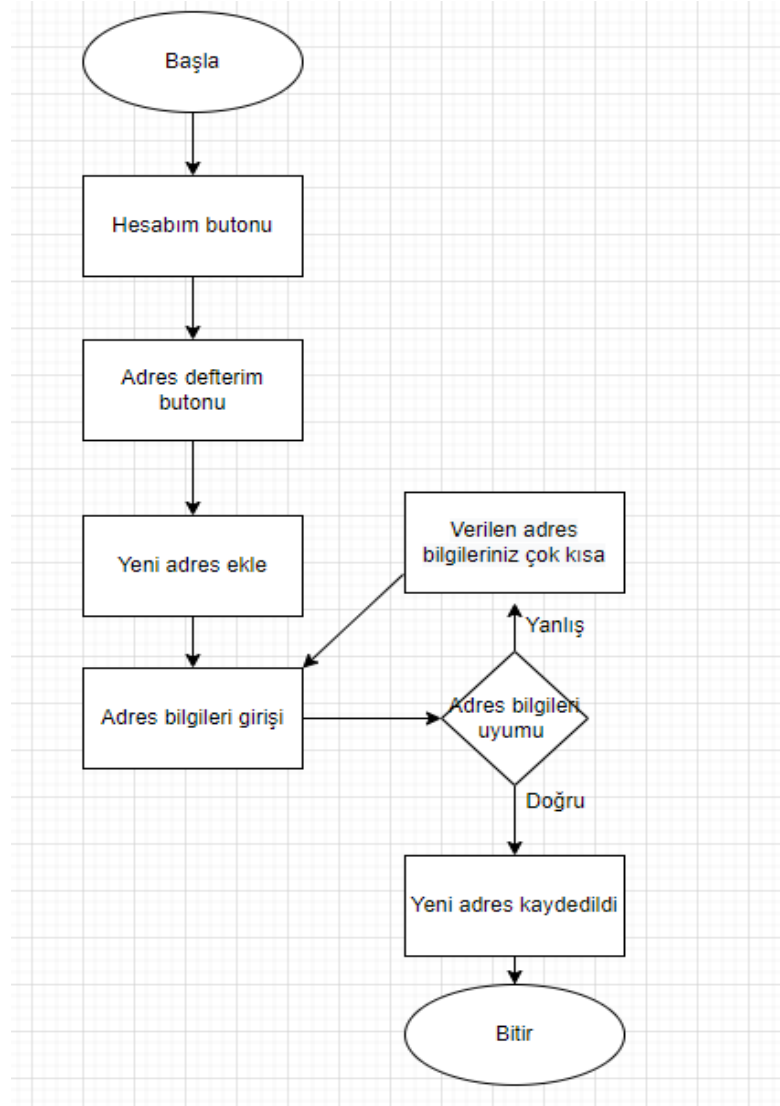 Başla
Hesabım butonu
Adres defterim
butonu
Yeni adres ekle
Verilen adres
bilgileriniz çok kısa
Yanlış
Adres bilgileri girişi
Adres bilgileri
uyumu
Doğru
Yeni adres kaydedildi
Bitir